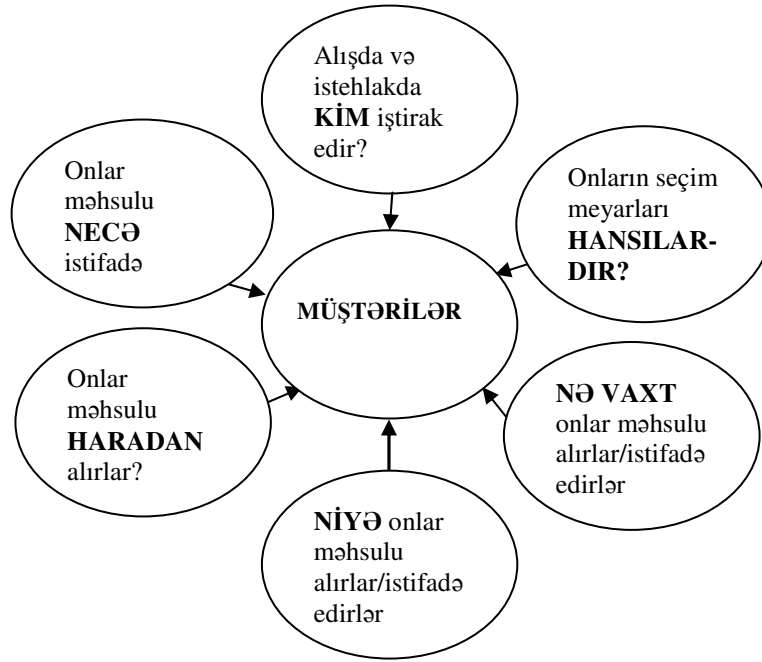 Alışda və
istehlakda
KİM iştirak
edir?
Onlar
məhsulu
NECƏ
istifadə
Onların seçim
meyarları
HANSILAR-
DIR?
MÜŞTƏRİLƏR
Onlar
məhsulu
HARADAN
alırlar?
NƏ VAXT
onlar məhsulu
alırlar/istifadə
edirlər
NİYƏ onlar
məhsulu
alırlar/istifadə
edirlər